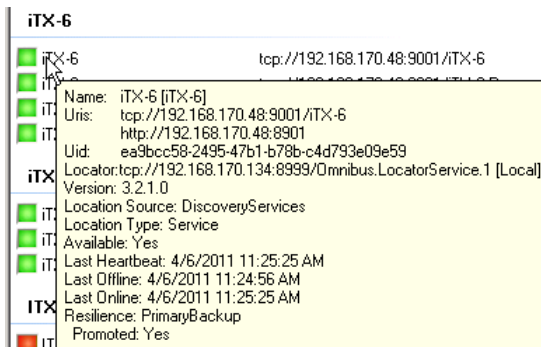 iTX-6
iTX-6 tcp://192.168.170.48:9001/iTX-6
Name: iTX-6 [iTX-6]
Uris: tcp://192.168.170.48:9001/iTX-6
http://192.168.170.48:8901
Uid: ea9bcc58-2495-47b1-b78b-c4d793e09e59
Locator:tcp://192.168.170.134:8999/Omnibus.LocatorService.1 [Local]
Version: 3.2.1.0
Location Source: DiscoveryServices
Location Type: Service
Available: Yes
Last Heartbeat: 4/6/2011 11:25:25 AM
Last Offline: 4/6/2011 11:24:56 AM
Last Online: 4/6/2011 11:25:25 AM
Resilience: PrimaryBackup
Promoted: Yes